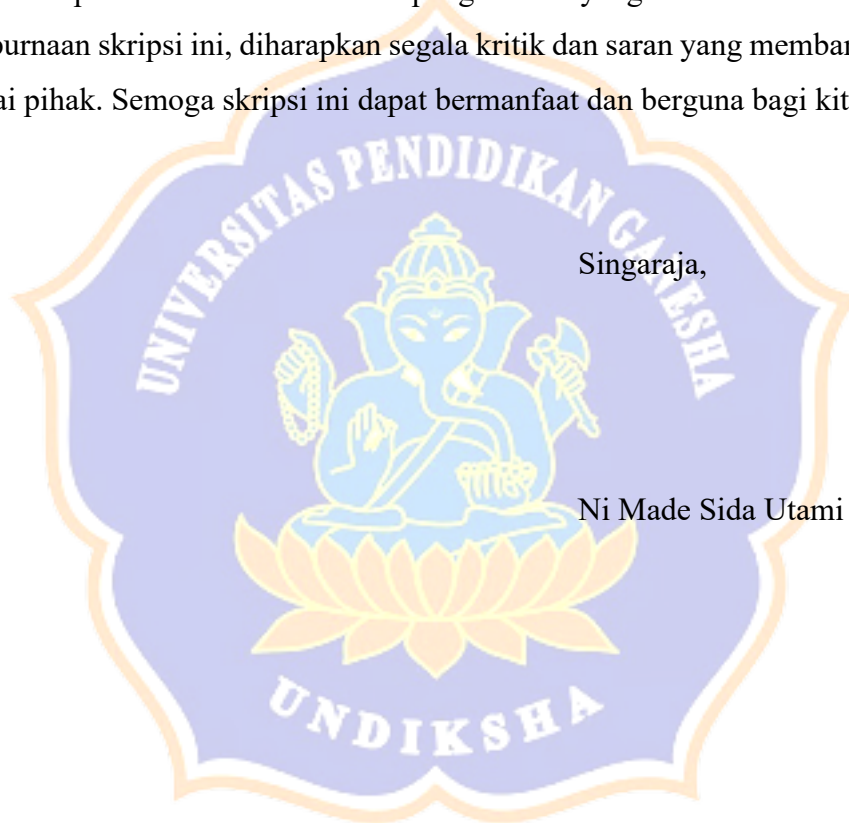 purnaan skripsi ini, diharapkan segala kritik dan saran yang memban
ai pihak. Semoga skripsi ini dapat bermanfaat dan berguna bagi kit
UNIVERSITAS PENDIDIKAN GANESHA
Singaraja,
Ni Made Sida Utami
UNDIKSHA